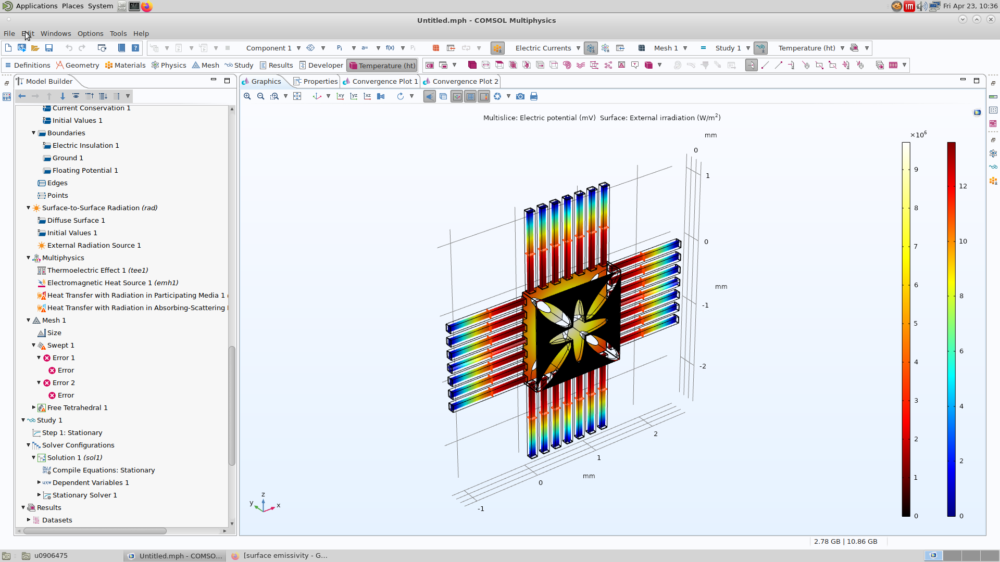 Applications Places System
Fri Apr 23, 10:36
Untitled.mph - COMSOL Multiphysics
File Edit Windows Options Tools Help
Component 1
Pi
a=
f(x)
Pi
Electric Currents
Mesh 1
=
Study 1
Temperature (ht)
Definitions Geometry Materials Physics Mesh Study Results Developer Temperature (ht)
Model Builder
Graphics Properties Convergence Plot 1 Convergence Plot 2
xy yz xz
Current Conservation 1
Initial Values 1
Boundaries
Electric Insulation 1
Ground 1
Floating Potential 1
Edges
Points
Surface-to-Surface Radiation (rad)
Diffuse Surface 1
Initial Values 1
External Radiation Source 1
Multiphysics
Thermoelectric Effect 1 (tee1)
Electromagnetic Heat Source 1 (emh1)
Heat Transfer with Radiation in Participating Media 1 (
Heat Transfer with Radiation in Absorbing-Scattering
Mesh 1
Size
Swept 1
Error 1
Error
Error 2
Error
Free Tetrahedral 1
Study 1
Step 1: Stationary
Solver Configurations
Solution 1 (sol1)
Compile Equations: Stationary
Dependent Variables 1
Stationary Solver 1
Results
Datasets
Multislice: Electric potential (mV) Surface: External irradiation (W/m²)
mm
0
1
0
mm
-1
-2
2
1
mm
0
-1
z
y
x
×10⁶
9
8
7
6
5
4
3
2
1
0
12
10
8
6
4
2
0
2.78 GB | 10.86 GB
u0906475
Untitled.mph - COMSO...
[surface emissivity - G...